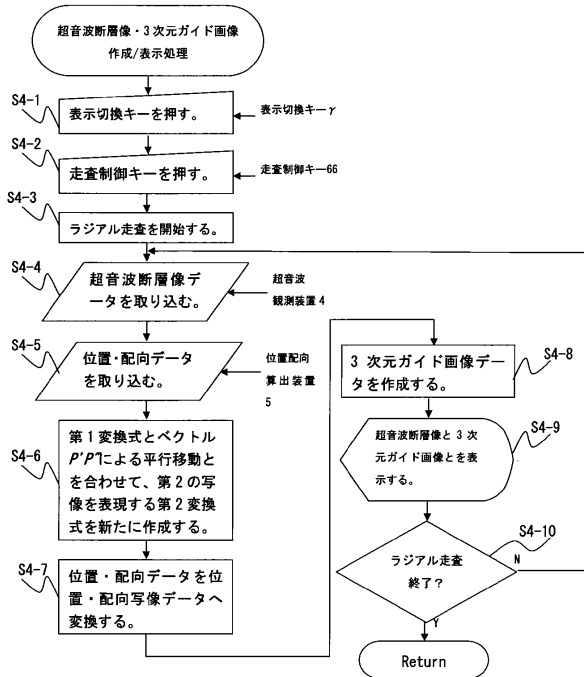 超音波断層像・3次元ガイド画像
作成/表示処理
S4-1
表示切換キーを押す。
表示切換キーγ
S4-2
走査制御キーを押す。
走査制御キー66
S4-3
ラジアル走査を開始する。
S4-4
超音波断層像デ
ータを取り込む。
超音波
観測装置4
S4-5
位置・配向データ
を取り込む。
位置配向
算出装置
5
S4-6
第1変換式とベクトル
による平行移動と
を合わせて、第2の写
像を表現する第2変換
式を新たに作成する。
S4-7
位置・配向データを位
置・配向写像データへ
変換する。
3次元ガイド画像デー
タを作成する。
S4-8
超音波断層像と3次
元ガイド画像とを表
示する。
S4-9
S4-10
ラジアル走査
終了?
N
Y
Return